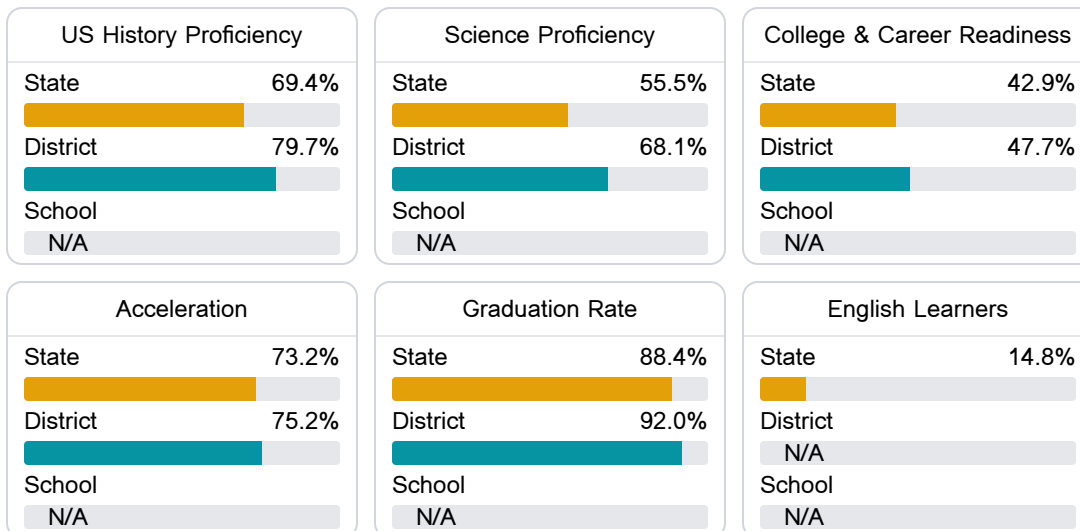 US History Proficiency
State 69.4%
District 79.7%
School
N/A
Science Proficiency
State 55.5%
District 68.1%
School
N/A
College & Career Readiness
State 42.9%
District 47.7%
School
N/A
Acceleration
State 73.2%
District 75.2%
School
N/A
Graduation Rate
State 88.4%
District 92.0%
School
N/A
English Learners
State 14.8%
District
N/A
School
N/A